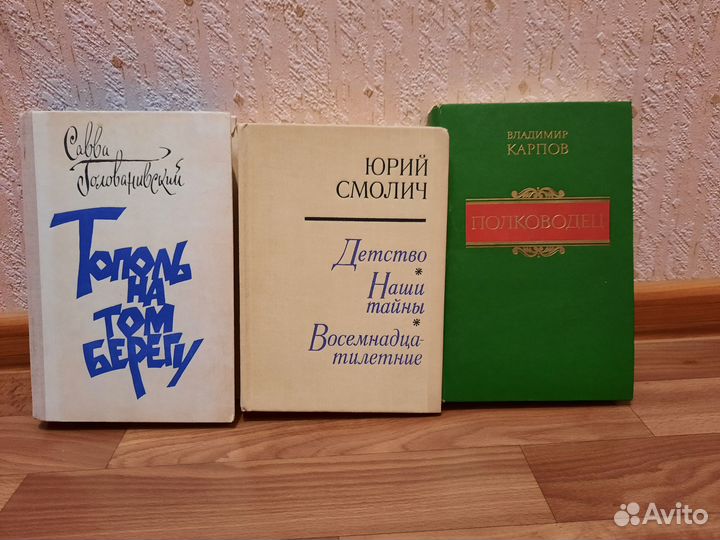 Савва
Голованивский
Тополь
на
том
берегу
ЮРИЙ
СМОЛИЧ
Детство
*
Наши
тайны
*
Восемнадца-
тилетние
ВЛАДИМИР
КАРПОВ
ПОЛКОВОДЕЦ
Avito